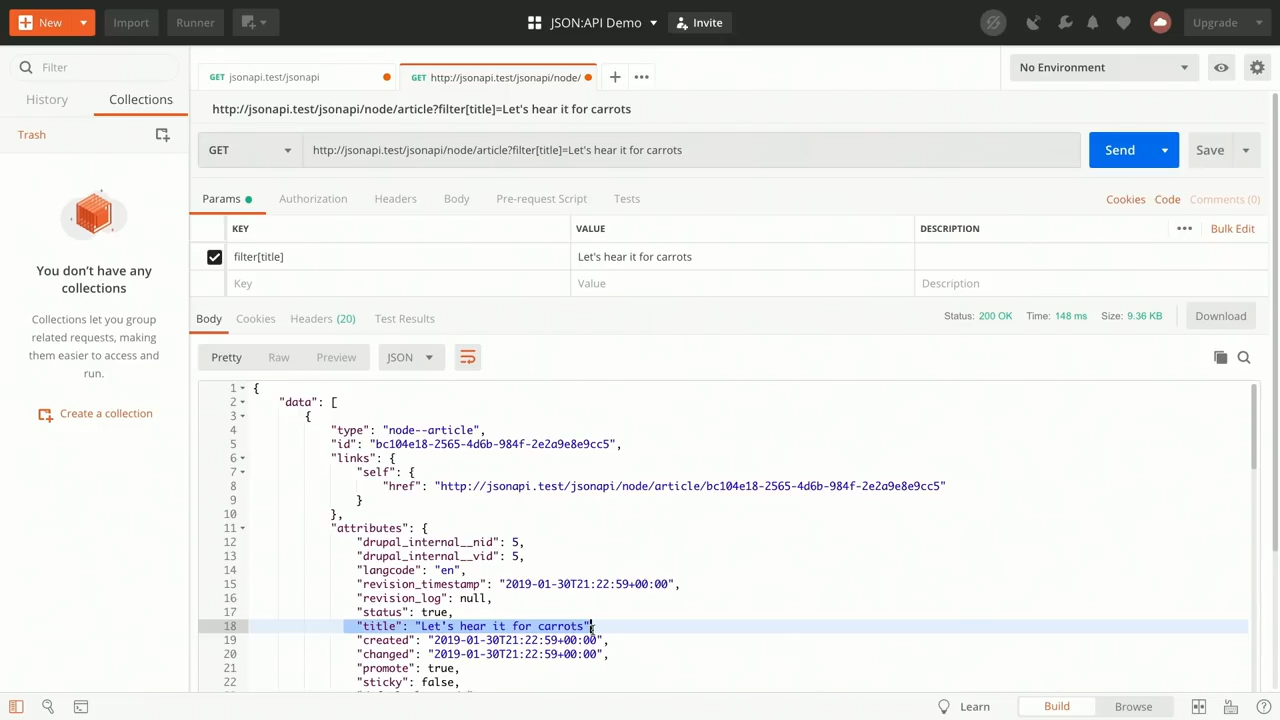 New
Import
Runner
JSON:API Demo
Invite
Upgrade
Filter
History
Collections
Trash
You don't have any
collections
Collections let you group
related requests, making
them easier to access and
run.
Create a collection
GET jsonapi.test/jsonapi
GET http://jsonapi.test/jsonapi/node/
No Environment
http://jsonapi.test/jsonapi/node/article?filter[title]=Let's hear it for carrots
GET http://jsonapi.test/jsonapi/node/article?filter[title]=Let's hear it for carrots
Send
Save
Params
Authorization
Headers
Body
Pre-request Script
Tests
Cookies
Code
Comments (0)
KEY VALUE DESCRIPTION
Bulk Edit
filter[title] Let's hear it for carrots
Key Value Description
Body
Cookies
Headers (20)
Test Results
Status: 200 OK Time: 148 ms Size: 9.36 KB
Download
Pretty
Raw
Preview
JSON
1 {
2 "data": [
3 {
4 "type": "node--article",
5 "id": "bc104e18-2565-4d6b-984f-2e2a9e8e9cc5",
6 "links": {
7 "self": {
8 "href": "http://jsonapi.test/jsonapi/node/article/bc104e18-2565-4d6b-984f-2e2a9e8e9cc5"
9 }
10 },
11 "attributes": {
12 "drupal_internal__nid": 5,
13 "drupal_internal__vid": 5,
14 "langcode": "en",
15 "revision_timestamp": "2019-01-30T21:22:59+00:00",
16 "revision_log": null,
17 "status": true,
18 "title": "Let's hear it for carrots",
19 "created": "2019-01-30T21:22:59+00:00",
20 "changed": "2019-01-30T21:22:59+00:00",
21 "promote": true,
22 "sticky": false,
Learn
Build
Browse